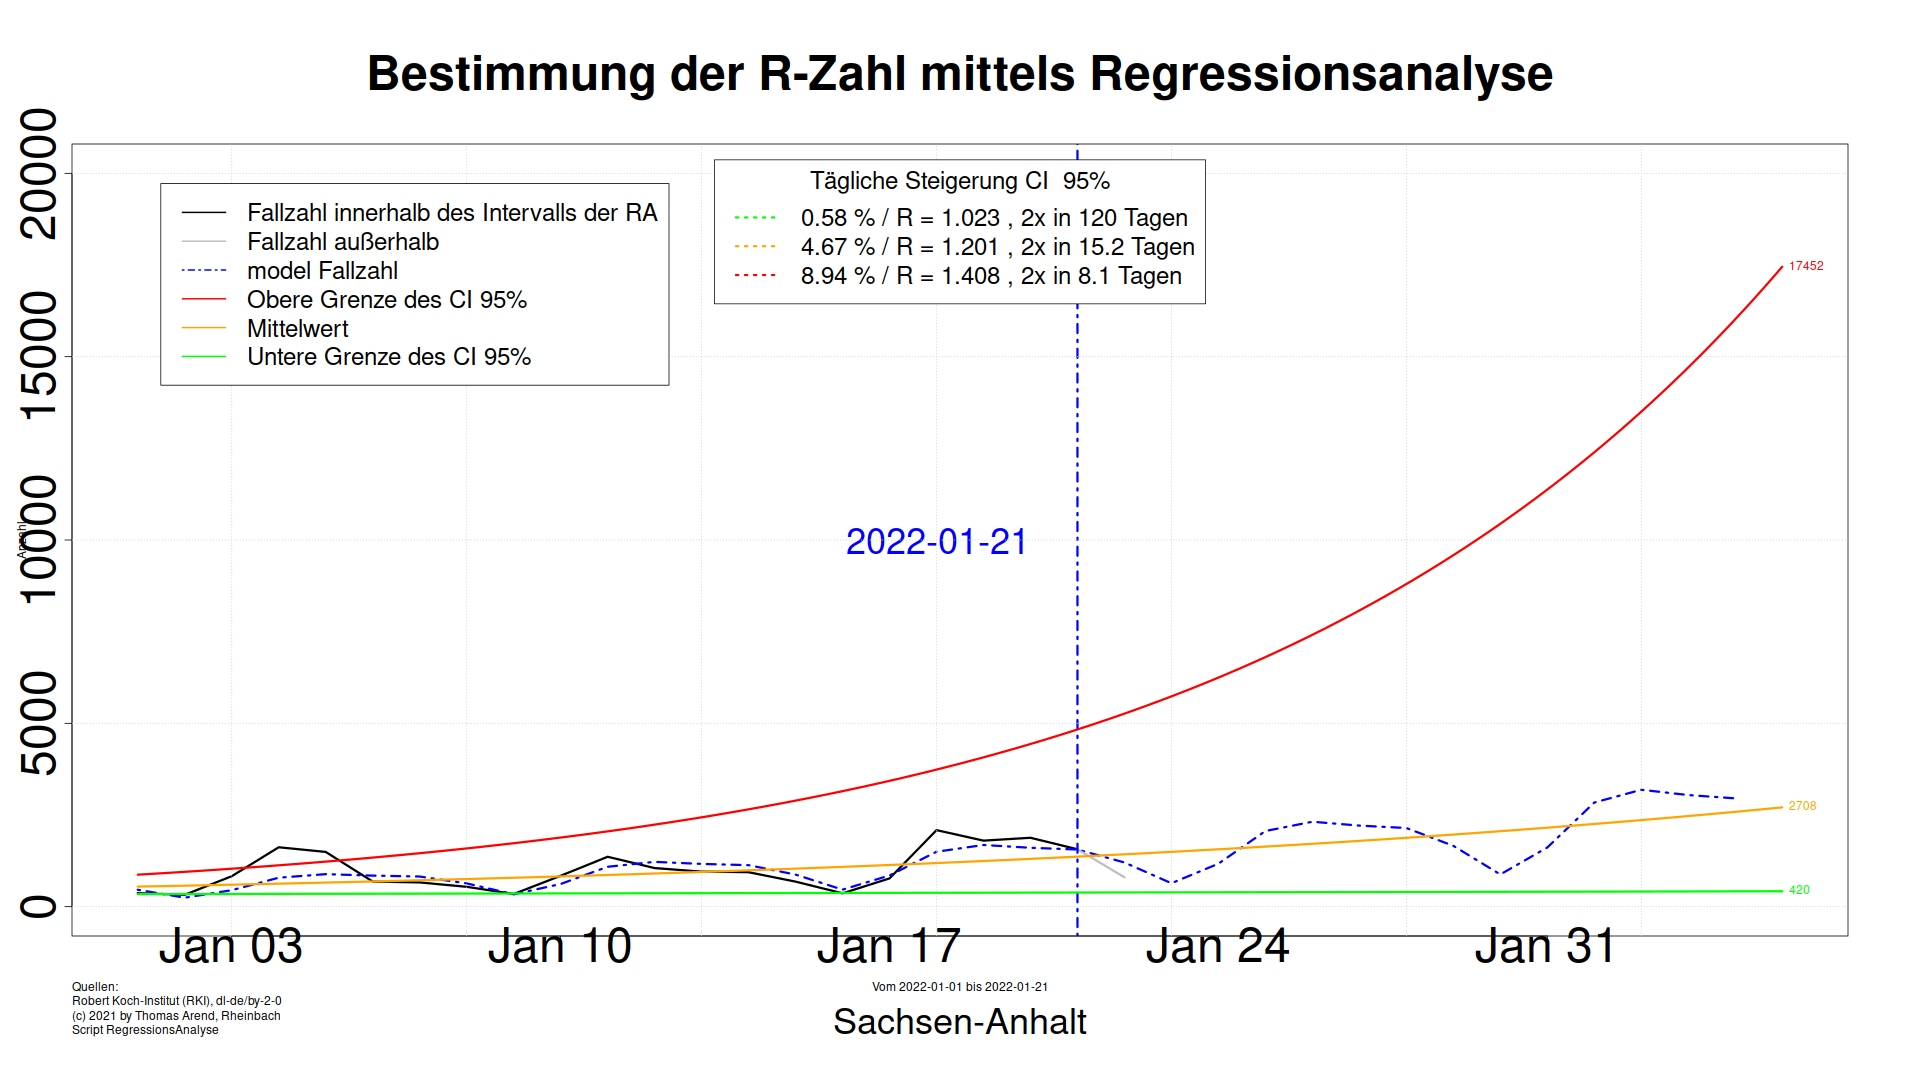 Bestimmung der R-Zahl mittels Regressionsanalyse
Anzahl
20000
15000
10000
5000
0
Fallzahl innerhalb des Intervalls der RA
Fallzahl außerhalb
model Fallzahl
Obere Grenze des CI 95%
Mittelwert
Untere Grenze des CI 95%
Tägliche Steigerung CI 95%
0.58 % / R = 1.023 , 2x in 120 Tagen
4.67 % / R = 1.201 , 2x in 15.2 Tagen
8.94 % / R = 1.408 , 2x in 8.1 Tagen
17452
2022-01-21
2708
420
Jan 03
Jan 10
Jan 17
Jan 24
Jan 31
Quellen:
Robert Koch-Institut (RKI), dl-de/by-2-0
(c) 2021 by Thomas Arend, Rheinbach
Script RegressionsAnalyse
Vom 2022-01-01 bis 2022-01-21
Sachsen-Anhalt